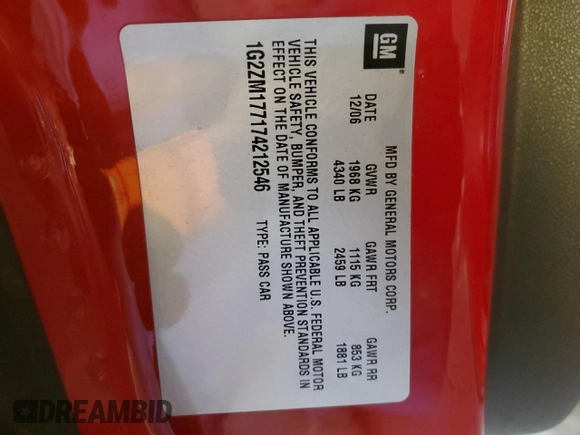 GM®
MFD BY GENERAL MOTORS CORP.
DATE GVWR GAWR FRT GAWR RR
12/06 1968 KG 1115 KG 853 KG
4340 LB 2459 LB 1881 LB
THIS VEHICLE CONFORMS TO ALL APPLICABLE U.S. FEDERAL MOTOR
VEHICLE SAFETY, BUMPER, AND THEFT PREVENTION STANDARDS IN
EFFECT ON THE DATE OF MANUFACTURE SHOWN ABOVE.
1G2ZM177174212546 TYPE: PASS CAR
DREAMBID